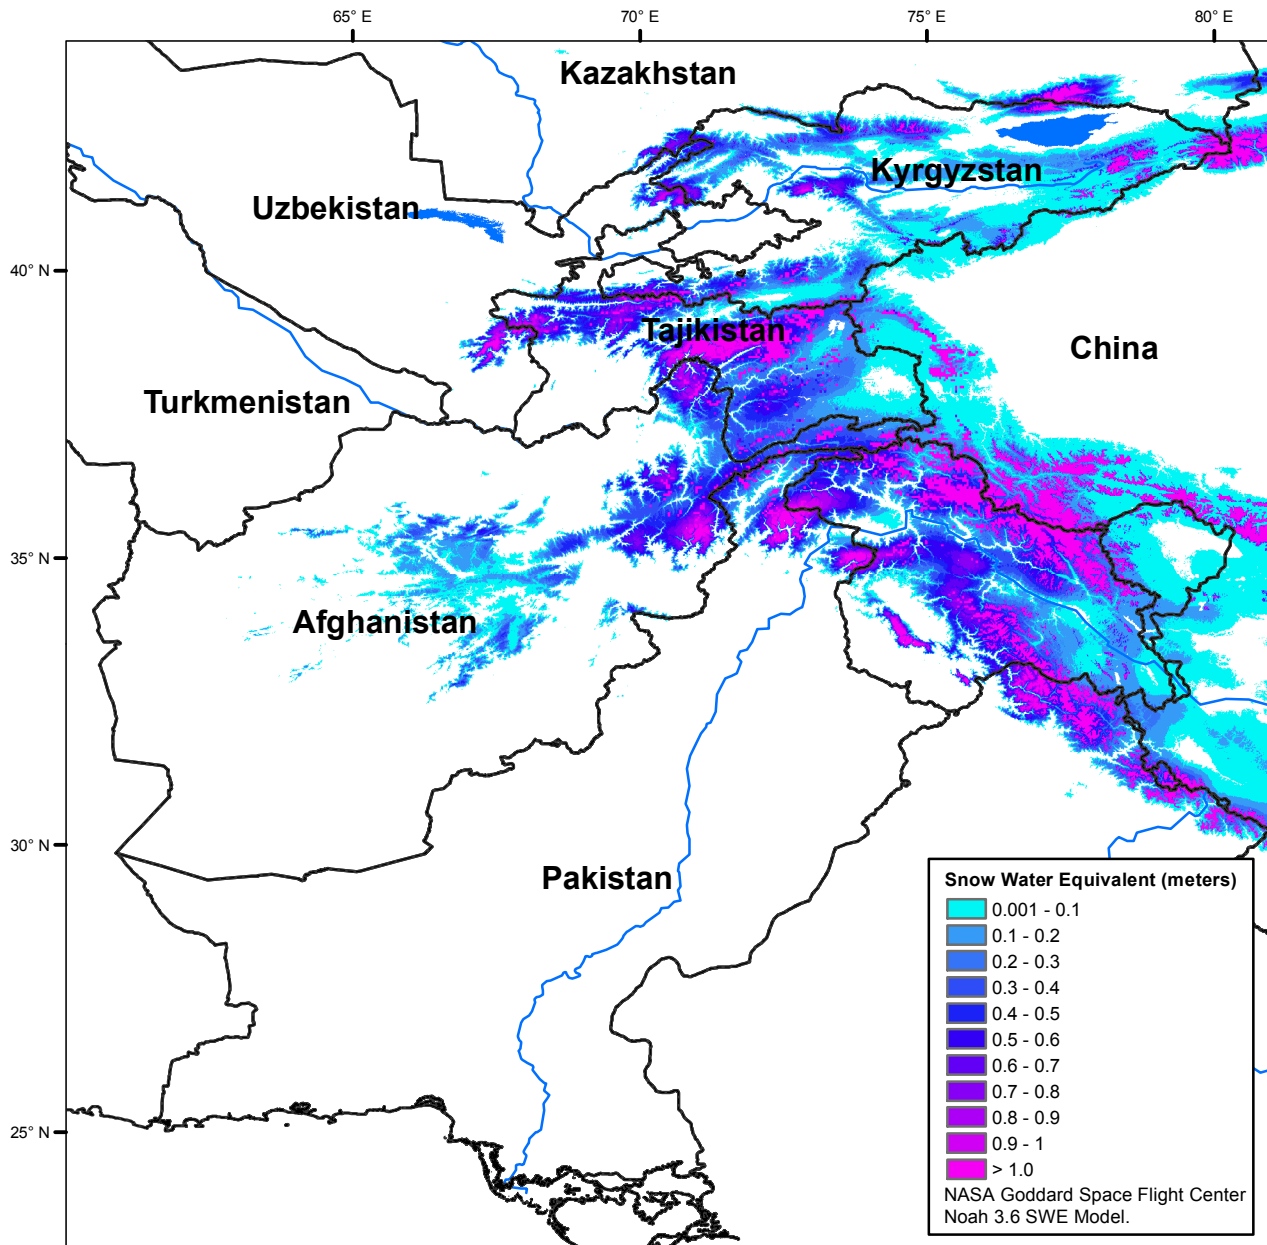 65° E
70° E
75° E
80° E
Kazakhstan
Kyrgyzstan
Uzbekistan
40° N
Tajikistan
China
Turkmenistan
35° N
Afghanistan
30° N
Pakistan
25° N
Snow Water Equivalent (meters)
0.001 - 0.1
0.1 - 0.2
0.2 - 0.3
0.3 - 0.4
0.4 - 0.5
0.5 - 0.6
0.6 - 0.7
0.7 - 0.8
0.8 - 0.9
0.9 - 1
> 1.0
NASA Goddard Space Flight Center
Noah 3.6 SWE Model.